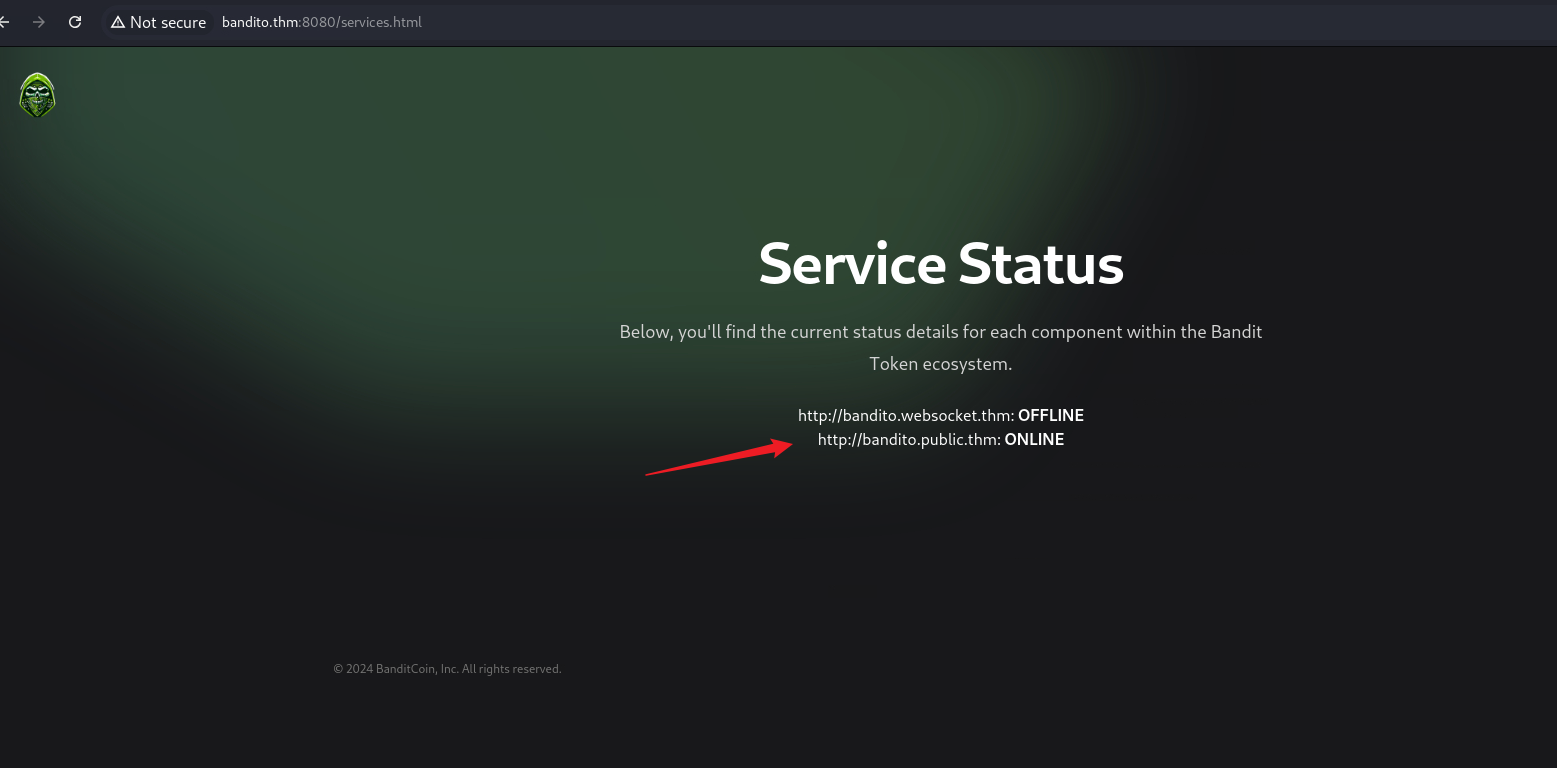 Not secure bandito.thm:8080/services.html
Service Status
Below, you'll find the current status details for each component within the Bandit
Token ecosystem.
http://bandito.websocket.thm: OFFLINE
http://bandito.public.thm: ONLINE
© 2024 BanditCoin, Inc. All rights reserved.